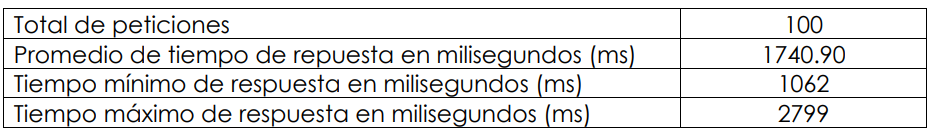 Total de peticiones 100
Promedio de tiempo de repuesta en milisegundos (ms) 1740.90
Tiempo mínimo de respuesta en milisegundos (ms) 1062
Tiempo máximo de respuesta en milisegundos (ms) 2799